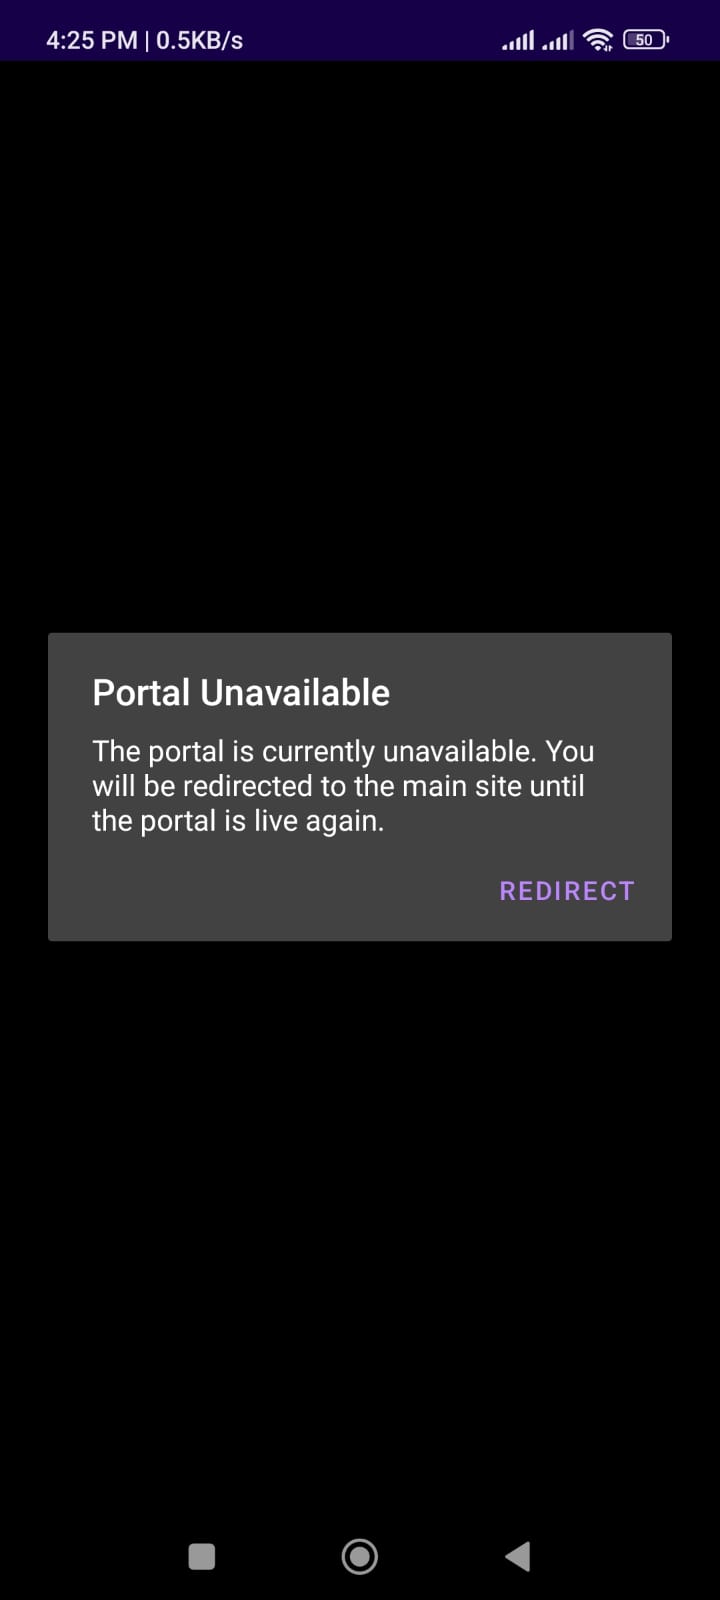 4:25 PM | 0.5KB/s
50
Portal Unavailable
The portal is currently unavailable. You
will be redirected to the main site until
the portal is live again.
REDIRECT